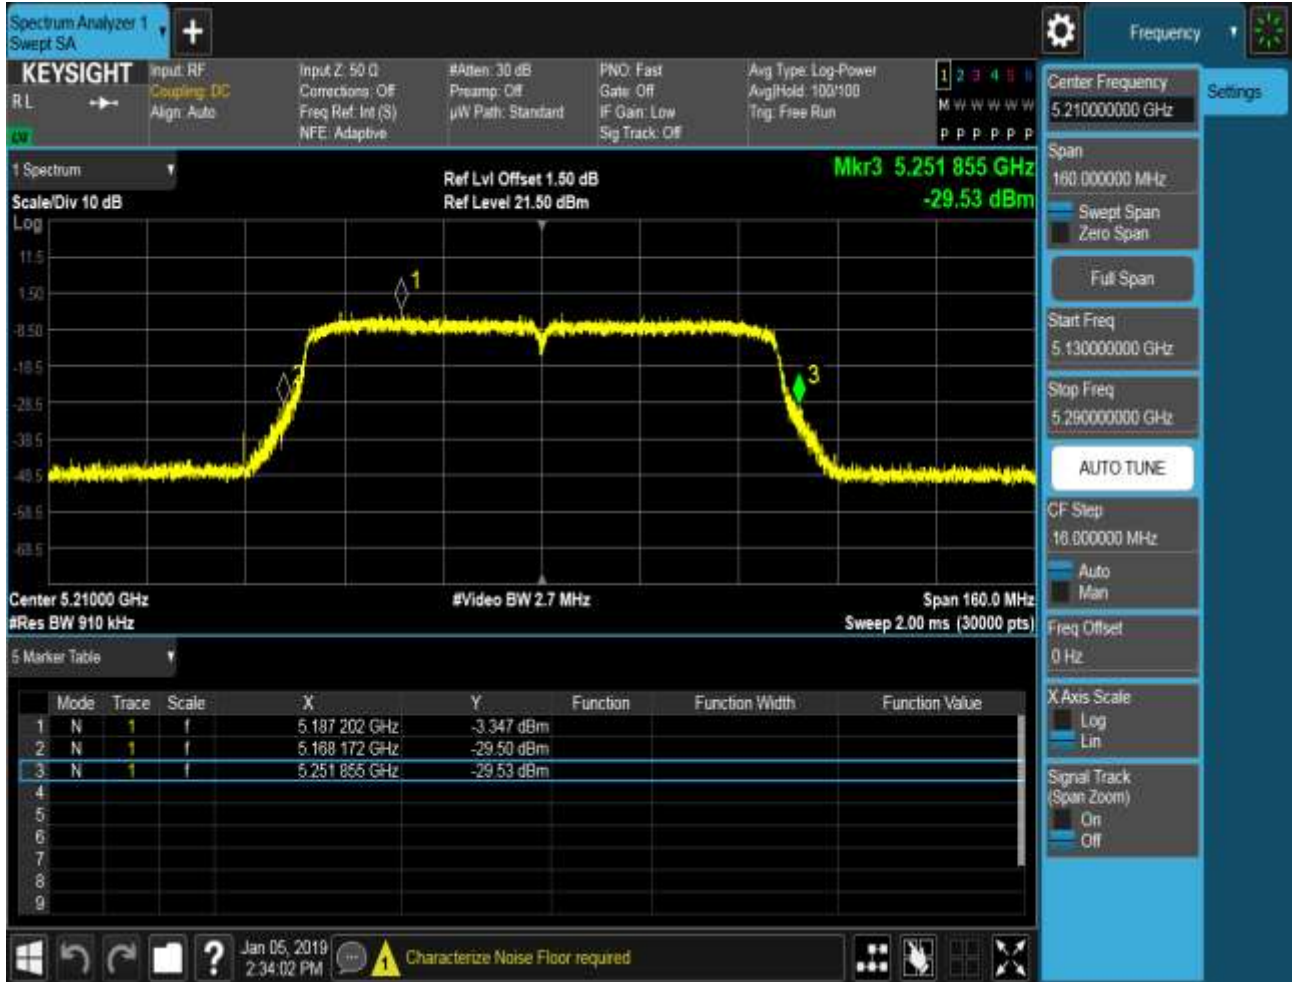 Spectrum Analyzer 1
Swept SA
+
Frequency
KEYSIGHT
R L
LXI
Input: RF
Coupling: DC
Align: Auto
Input Z: 50 Ω
Corrections: Off
Freq Ref: Int (S)
NFE: Adaptive
#Atten: 30 dB
Preamp: Off
µW Path: Standard
PNO: Fast
Gate: Off
IF Gain: Low
Sig Track: Off
Avg Type: Log-Power
Avg|Hold: 100/100
Trig: Free Run
1 2 3 4 5 6
M W W W W W
P P P P P P
1 Spectrum
Scale/Div 10 dB
Ref Lvl Offset 1.50 dB
Ref Level 21.50 dBm
Mkr3 5.251 855 GHz
-29.53 dBm
Log
11.5
1.50
-8.50
-18.5
-28.5
-38.5
-48.5
-58.5
-68.5
1
2
3
Center 5.21000 GHz
#Video BW 2.7 MHz
Span 160.0 MHz
#Res BW 910 kHz
Sweep 2.00 ms (30000 pts)
5 Marker Table
Mode Trace Scale X Y Function Function Width Function Value
1 N 1 f 5.187 202 GHz -3.347 dBm
2 N 1 f 5.168 172 GHz -29.50 dBm
3 N 1 f 5.251 855 GHz -29.53 dBm
4
5
6
7
8
9
Settings
Center Frequency
5.210000000 GHz
Span
160.000000 MHz
Swept Span
Zero Span
Full Span
Start Freq
5.130000000 GHz
Stop Freq
5.290000000 GHz
AUTO TUNE
CF Step
16.000000 MHz
Auto
Man
Freq Offset
0 Hz
X Axis Scale
Log
Lin
Signal Track
(Span Zoom)
On
Off
?
Jan 05, 2019
2:34:02 PM
1
Characterize Noise Floor required